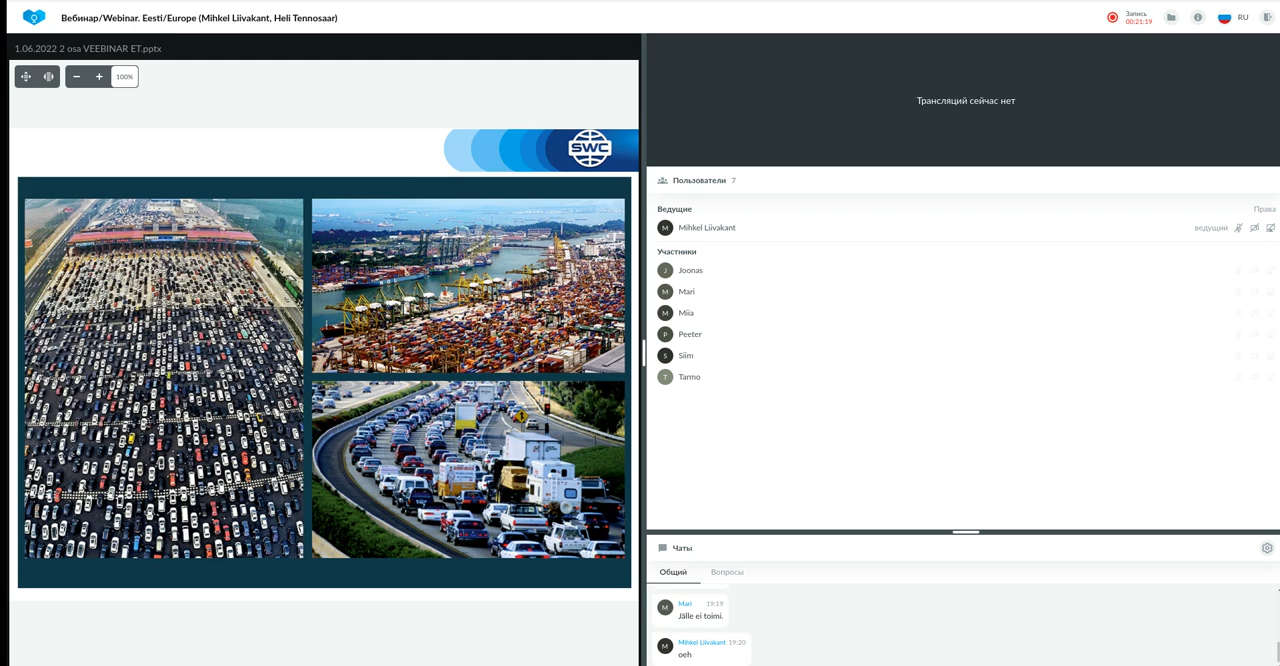 Вебинар/Webinar. Eesti/Europe (Mihkel Liivakant, Heli Tennosaar)
Запись
00:21:19
RU
1.06.2022 2 osa VEEBINAR ET.pptx
100%
SWC
Трансляций сейчас нет
Пользователи 7
Ведущие
Права
M Mihkel Liivakant
ведущий
Участники
J Joonas
M Mari
M Miia
P Peeter
S Siim
T Tarmo
Чаты
Общий Вопросы
M Mari 19:19
Jälle ei toimi.
M Mihkel Liivakant 19:20
oeh